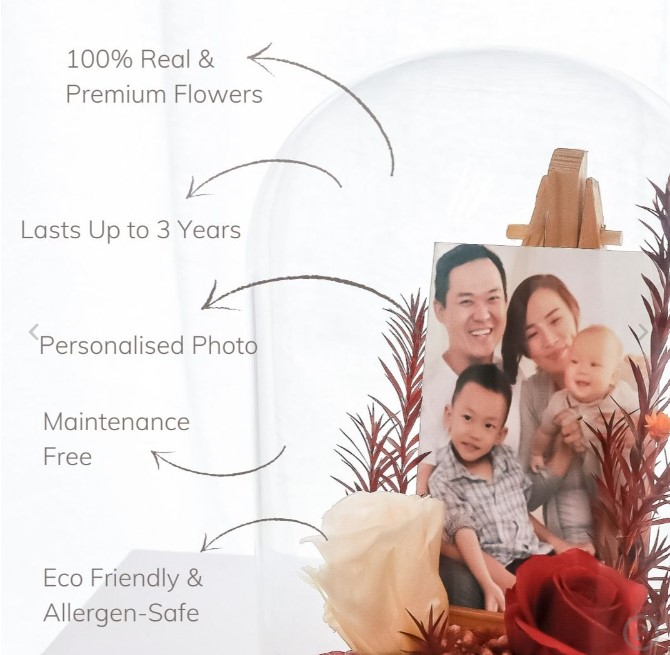 100% Real &
Premium Flowers
Lasts Up to 3 Years
Personalised Photo
Maintenance
Free
Eco Friendly &
Allergen-Safe